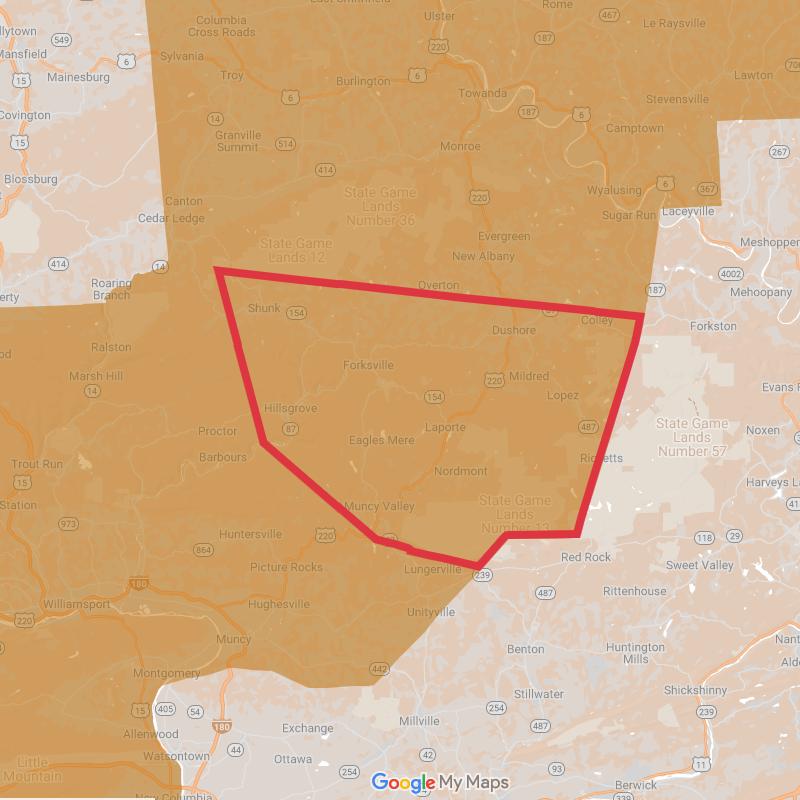 East Smithfield
Ulster
Rome
Columbia
Cross Roads
467
Le Raysville
549
220
187
Mansfield
Sylvania
6
15
Mainesburg
Troy
Burlington
6
Lawton
6
Towanda
Stevensville
Covington
14
187
6
15
Granville
Summit
514
Monroe
Camptown
267
414
Blossburg
State Game
Lands
Number 36
220
Wyalusing
6
367
Canton
Cedar Ledge
Sugar Run
Laceyville
State Game
Lands 12
Evergreen
Meshoppen
New Albany
414
14
4002
Roaring
Branch
Overton
187
Mehoopany
Shunk
154
Colley
Forkston
Dushore
Ralston
Forksville
Marsh Hill
220
Mildred
14
154
Lopez
Hillsgrove
State Game
Lands
Number 57
87
Laporte
487
Proctor
Noxen
Eagles Mere
Barbours
Ricketts
Trout Run
Nordmont
15
Station
Muncy Valley
State Game
Lands
Number 13
973
Huntersville
220
118
29
864
Red Rock
Picture Rocks
Lungerville
Sweet Valley
239
180
487
Rittenhouse
Williamsport
Hughesville
Unityville
220
Muncy
Benton
Huntington
Mills
442
Montgomery
Shickshinny
Stillwater
15
405
54
254
239
180
Exchange
Millville
487
Allenwood
44
Watsontown
Ottawa
42
11
Little
Mountain
254
93
Google My Maps
Berwick
New Columbia
339